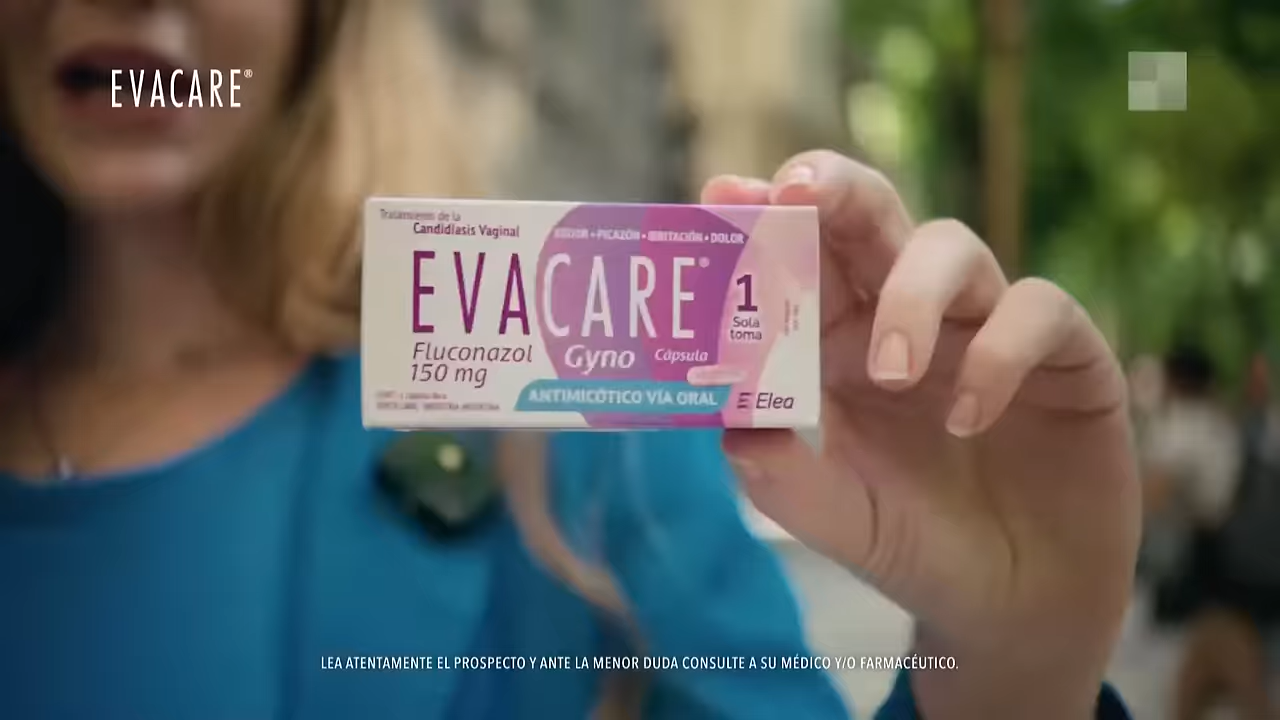 EVACARE®
Tratamiento de la
Candidiasis Vaginal
ARDOR • PICAZÓN • IRRITACIÓN • DOLOR
EVACARE®
1
Sola
toma
Fluconazol
150 mg
Gyno
Cápsula
ANTIMICÓTICO VÍA ORAL
Elea
LEA ATENTAMENTE EL PROSPECTO Y ANTE LA MENOR DUDA CONSULTE A SU MÉDICO Y/O FARMACÉUTICO.